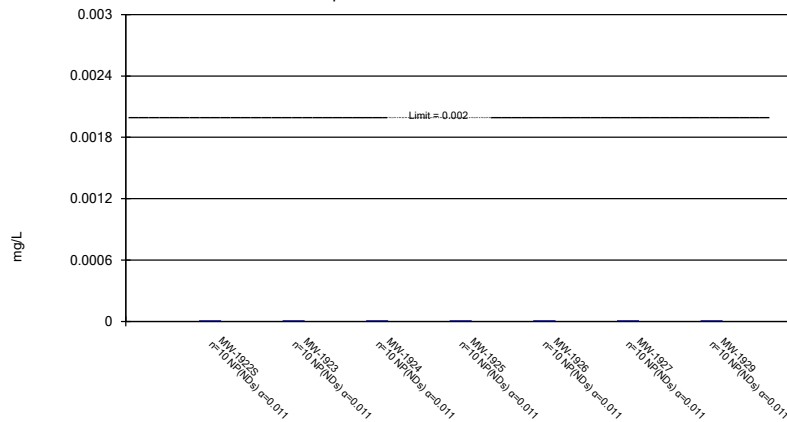 0.003
0.0024
Limit = 0.002
0.0018
0.0012
mg/L
0.0006
0
MW-1922S
n=10 NP(NDs) α=0.011
MW-1923
n=10 NP(NDs) α=0.011
MW-1924
n=10 NP(NDs) α=0.011
MW-1925
n=10 NP(NDs) α=0.011
MW-1926
n=10 NP(NDs) α=0.011
MW-1927
n=10 NP(NDs) α=0.011
MW-1929
n=10 NP(NDs) α=0.011